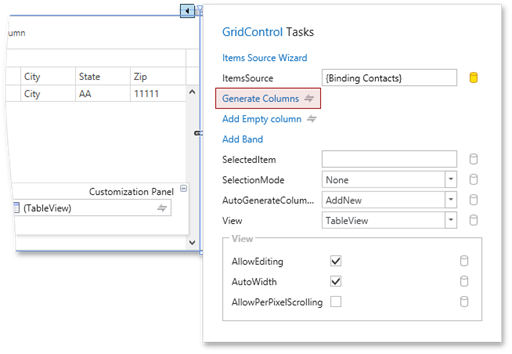 umn
City State Zip
City AA 11111
Customization Panel
(TableView)
GridControl Tasks
Items Source Wizard
ItemsSource {Binding Contacts}
Generate Columns
Add Empty column
Add Band
SelectedItem
SelectionMode None
AutoGenerateColum... AddNew
View TableView
View
AllowEditing
AutoWidth
AllowPerPixelScrolling